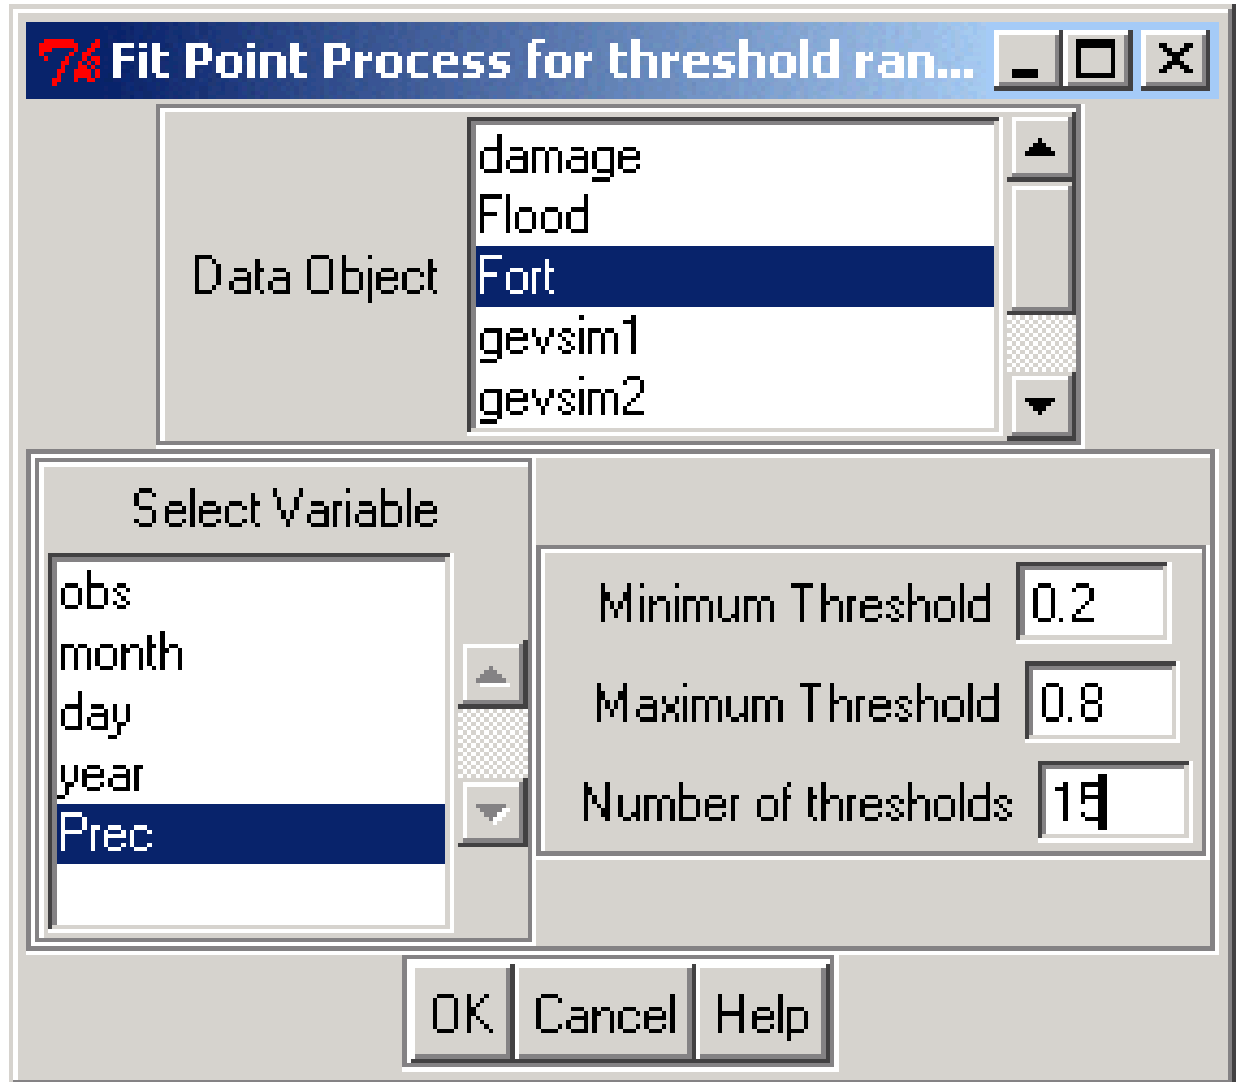 Fit Point Process for threshold ran...
damage
Flood
Data Object
Fort
gevsim1
gevsim2
Select Variable
obs
month
day
year
Prec
Minimum Threshold 0.2
Maximum Threshold 0.8
Number of thresholds 15
OK Cancel Help